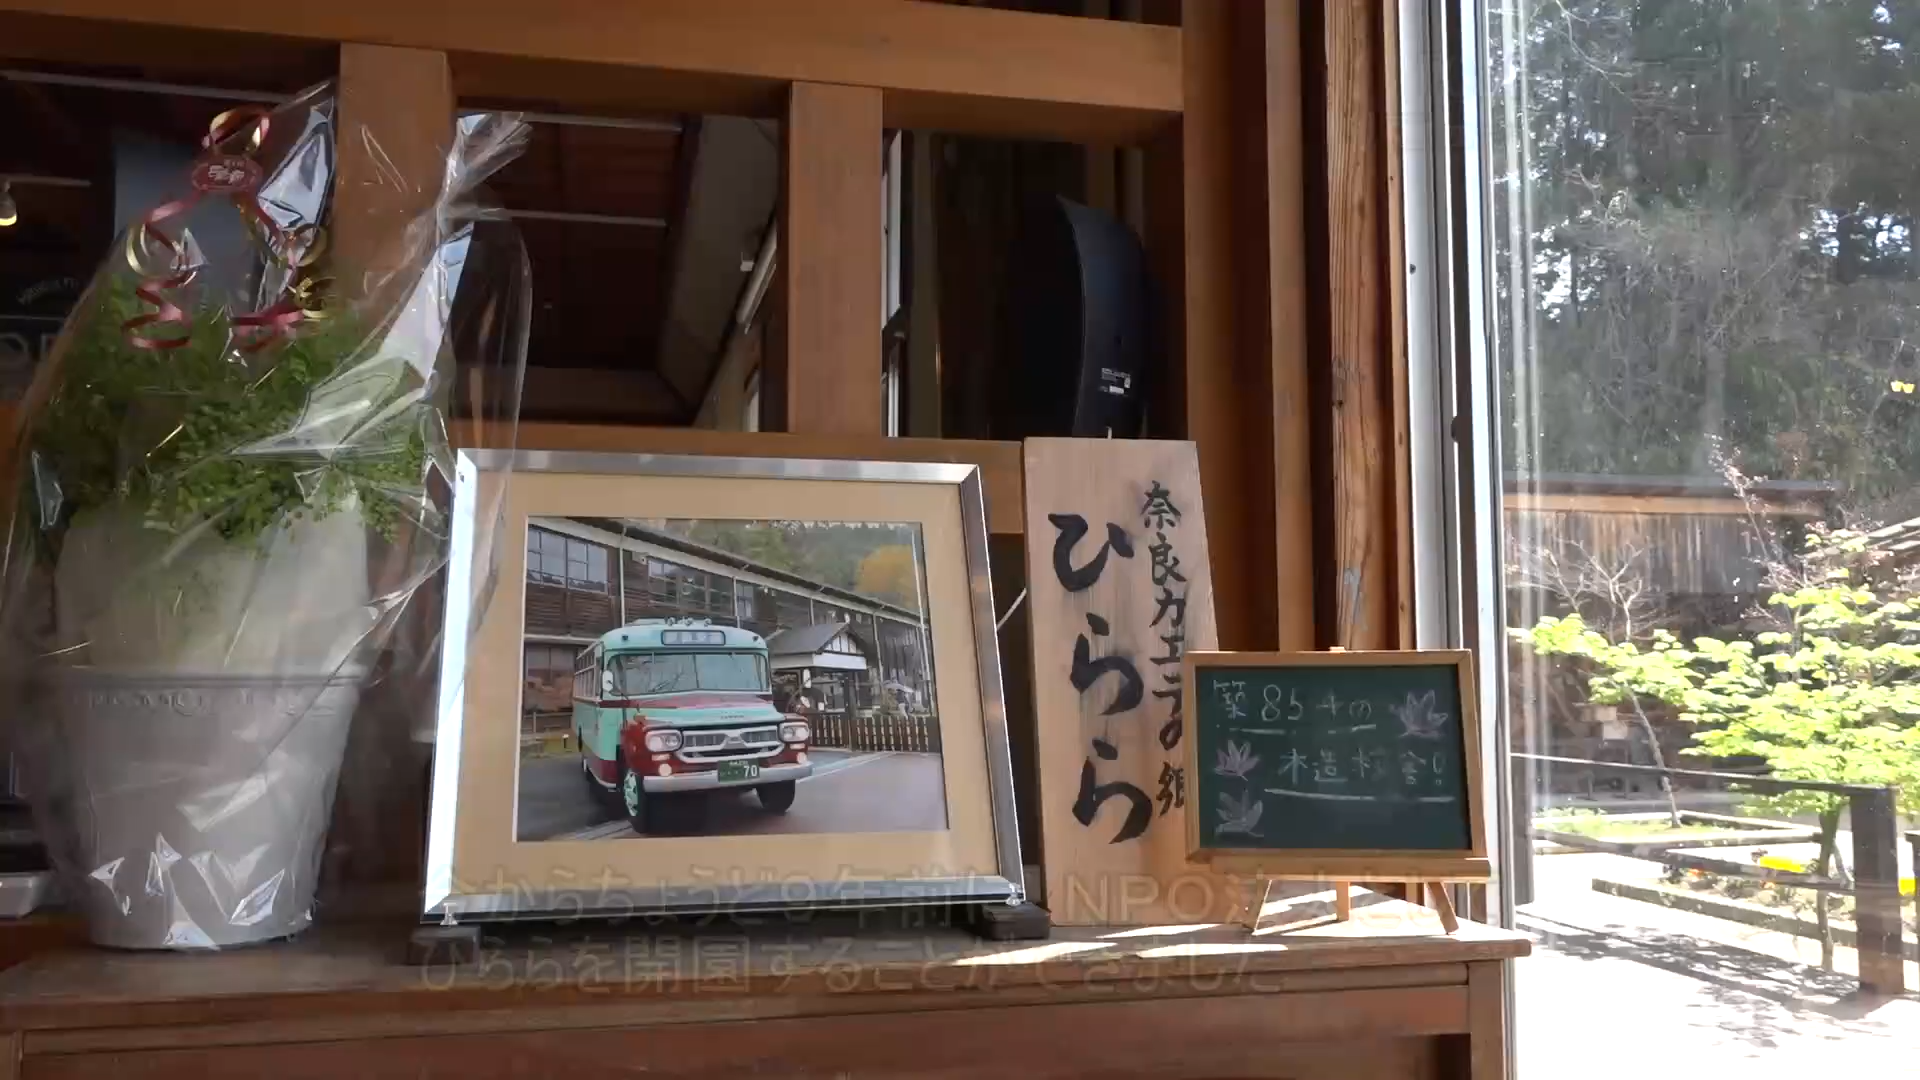 奈良カエデの郷
ひらら
築85年の
木造校舎!!
70
今からちょうど9年前に NPO法人とし
ひららを開園することができました